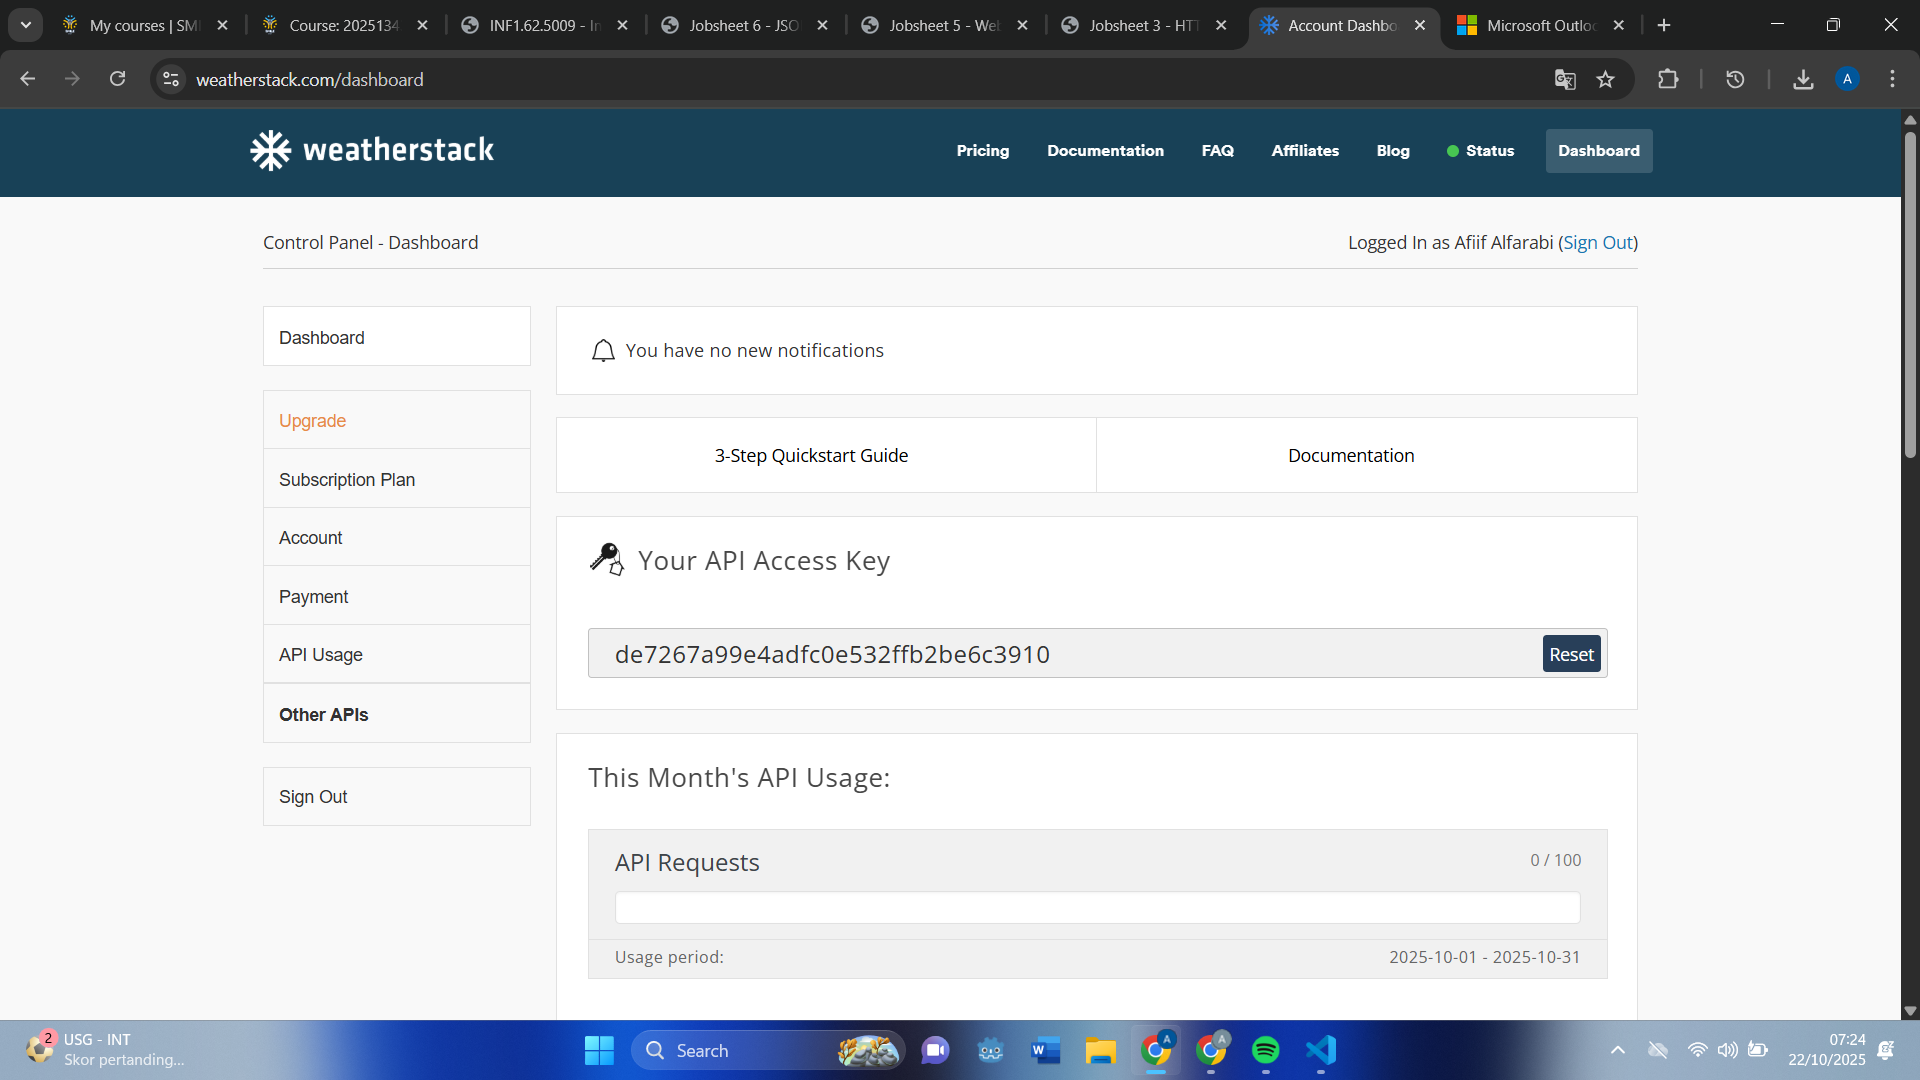 My courses | SM
Course: 2025134
INF1.62.5009 - In
Jobsheet 6 - JSO
Jobsheet 5 - Web
Jobsheet 3 - HTT
Account Dashbo
Microsoft Outloo
weatherstack.com/dashboard
A
weatherstack
Pricing
Documentation
FAQ
Affiliates
Blog
Status
Dashboard
Control Panel - Dashboard
Logged In as Afiif Alfarabi (Sign Out)
Dashboard
Upgrade
Subscription Plan
Account
Payment
API Usage
Other APIs
Sign Out
You have no new notifications
3-Step Quickstart Guide
Documentation
Your API Access Key
de7267a99e4adfc0e532ffb2be6c3910
Reset
This Month's API Usage:
API Requests
0 / 100
Usage period:
2025-10-01 - 2025-10-31
2
USG - INT
Skor pertanding...
Search
W
A
A
07:24
22/10/2025